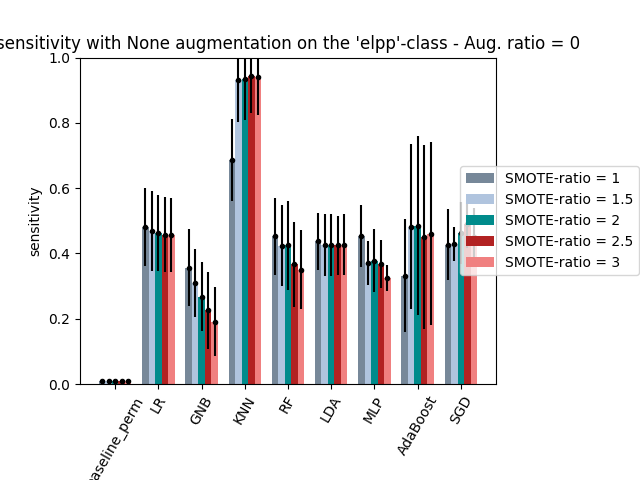 sensitivity with None augmentation on the 'elpp'-class - Aug. ratio = 0
1.0
0.8
0.6
0.4
0.2
0.0
sensitivity
SMOTE-ratio = 1
SMOTE-ratio = 1.5
SMOTE-ratio = 2
SMOTE-ratio = 2.5
SMOTE-ratio = 3
aseline_perm
LR
GNB
KNN
RF
LDA
MLP
AdaBoost
SGD